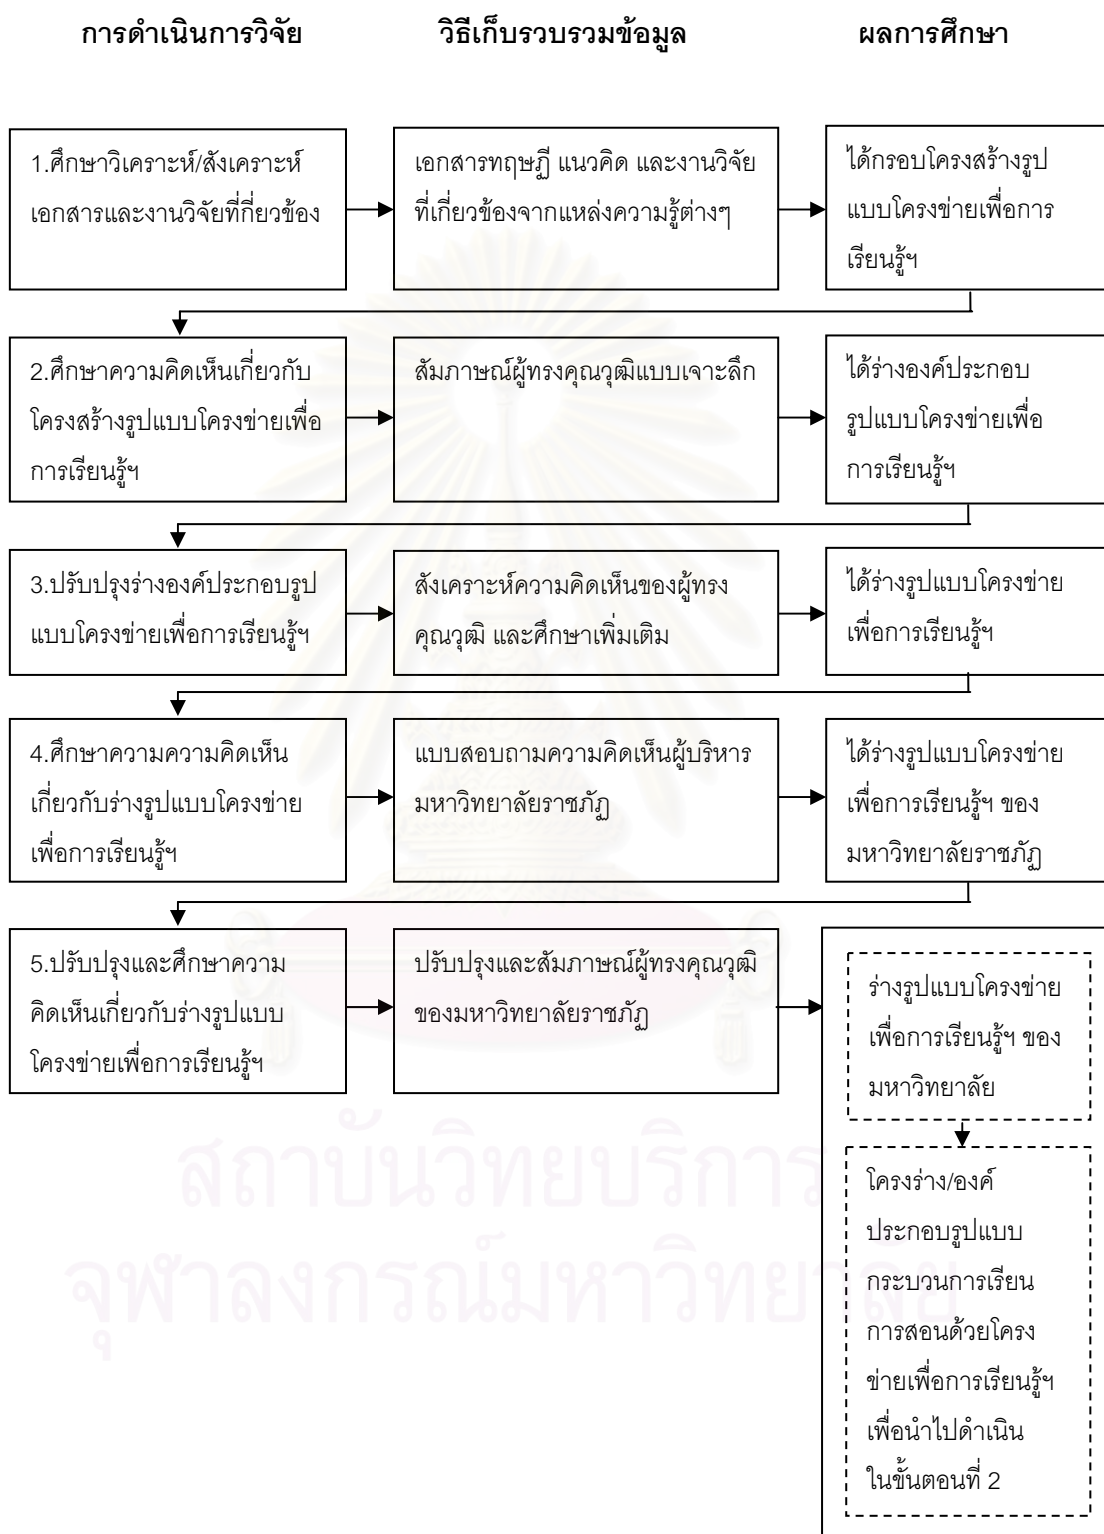 การดำเนินการวิจัย
วิธีเก็บรวบรวมข้อมูล
ผลการศึกษา
1.ศึกษาวิเคราะห์/สังเคราะห์
เอกสารและงานวิจัยที่กี่ยวข้อง
เอกสารทฤษฏี แนวคิด และงานวิจัย
ที่เกี่ยวข้องจากแหล่งความรู้ต่างๆ
ได้กรอบโครงสร้างรูป
แบบโครงข่ายเพื่อการ
เรียนรู้ฯ
2.ศึกษาความคิดเห็นเกี่ยวกับ
โครงสร้างรูปแบบโครงข่ายเพื่อ
การเรียนรู้ฯ
สัมภาษณ์ผู้ทรงคุณวุฒิแบบเจาะลึก
ได้ร่างองค์ประกอบ
รูปแบบโครงข่ายเพื่อ
การเรียนรู้ฯ
3.ปรับปรุงร่างองค์ประกอบรูป
แบบโครงข่ายเพื่อการเรียนรู้ฯ
สังเคราะห์ความคิดเห็นของผู้ทรง
คุณวุฒิ และศึกษาเพิ่มเติม
ได้ร่างรูปแบบโครงข่าย
เพื่อการเรียนรู้ฯ
4.ศึกษาความความคิดเห็น
เกี่ยวกับร่างรูปแบบโครงข่าย
เพื่อการเรียนรู้ฯ
แบบสอบถามความคิดเห็นผู้บริหาร
มหาวิทยาลัยราชภัฏ
ได้ร่างรูปแบบโครงข่าย
เพื่อการเรียนรู้ฯ ของ
มหาวิทยาลัยราชภัฏ
5.ปรับปรุงและศึกษาความ
คิดเห็นเกี่ยวกับร่างรูปแบบ
โครงข่ายเพื่อการเรียนรู้ฯ
ปรับปรุงและสัมภาษณ์ผู้ทรงคุณวุฒิ
ของมหาวิทยาลัยราชภัฏ
ร่างรูปแบบโครงข่าย
เพื่อการเรียนรู้ฯ ของ
มหาวิทยาลัย
โครงร่าง/องค์
ประกอบรูปแบบ
กระบวนการเรียน
การสอนด้วยโครง
ข่ายเพื่อการเรียนรู้ฯ
เพื่อนำไปดำเนิน
ในขั้นตอนที่ 2
สถาบันวิทยบริการ
จุฬาลงกรณ์มหาวิทยาลัย